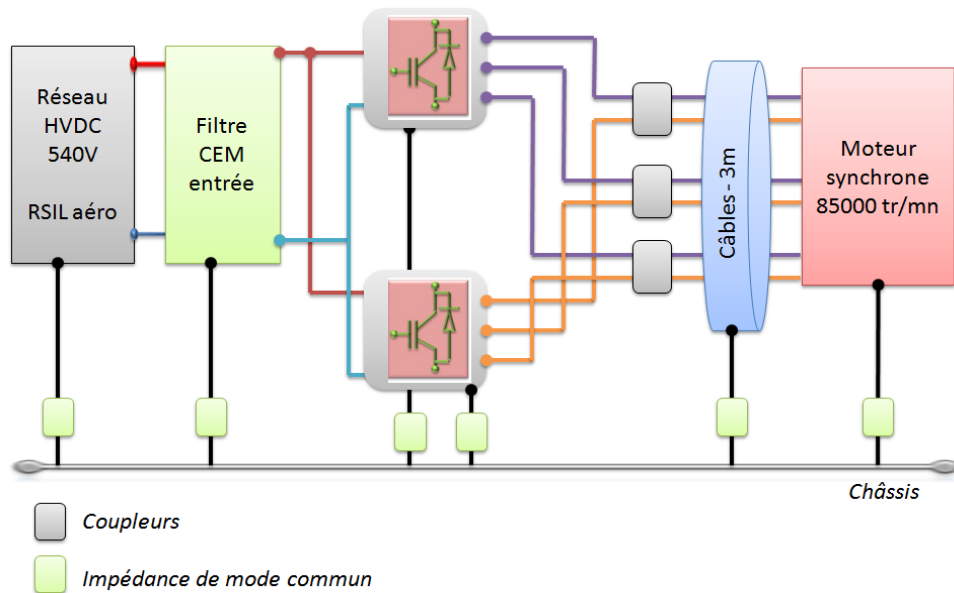 Réseau
HVDC
540V
RSIL aéro
Filtre
CEM
entrée
Câbles - 3m
Moteur
synchrone
85000 tr/mn
Châssis
Coupleurs
Impédance de mode commun